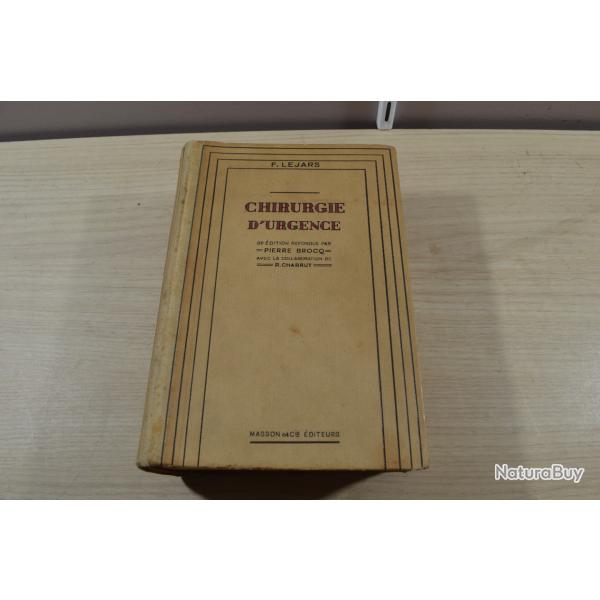 F. LEJARS
CHIRURGIE
D'URGENCE
ÉDITION REFONDUE PAR
PIERRE BROCQ
AVEC LA COLLABORATION DE
R. CHABRUT
MASSON ET CIE ÉDITEURS
NaturaBuy